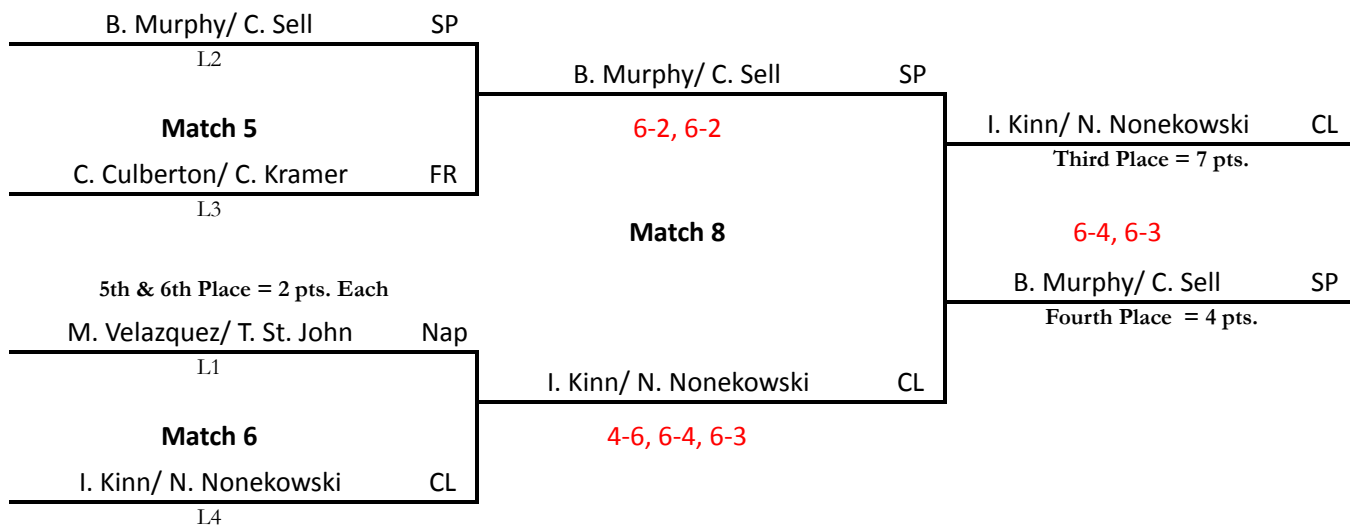 B. Murphy/ C. Sell SP
L2
Match 5
C. Culberton/ C. Kramer FR
L3
5th & 6th Place = 2 pts. Each
M. Velazquez/ T. St. John Nap
L1
Match 6
I. Kinn/ N. Nonekowski CL
L4
B. Murphy/ C. Sell SP
6-2, 6-2
Match 8
I. Kinn/ N. Nonekowski CL
4-6, 6-4, 6-3
I. Kinn/ N. Nonekowski CL
Third Place = 7 pts.
6-4, 6-3
B. Murphy/ C. Sell SP
Fourth Place = 4 pts.